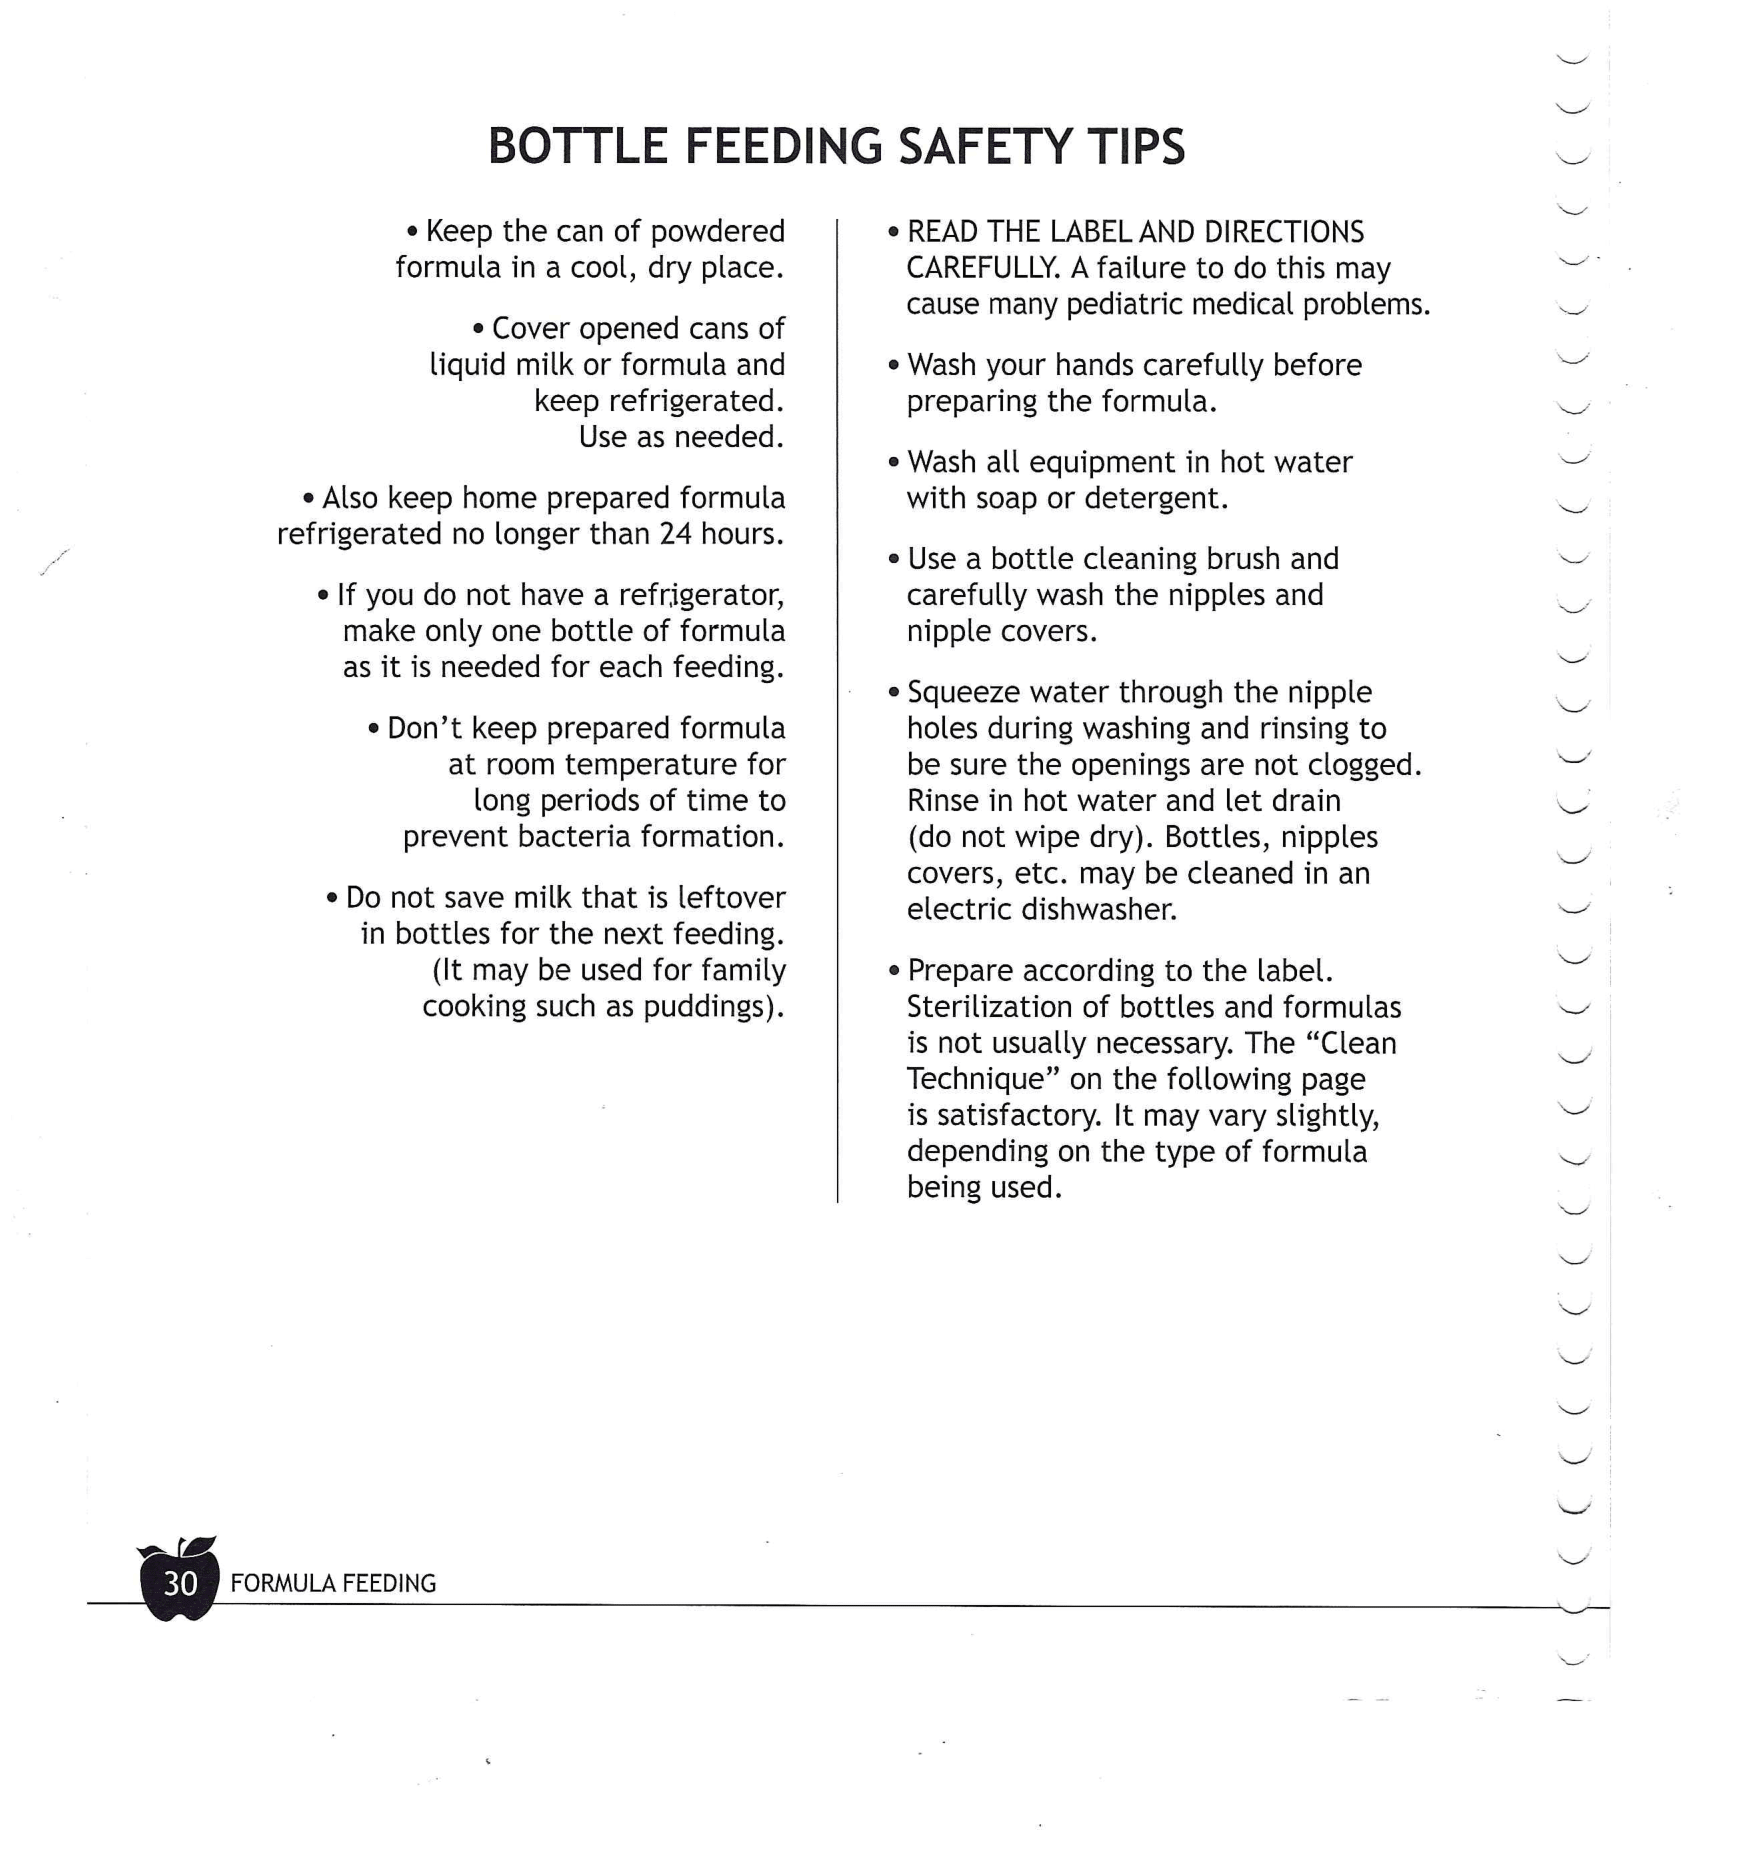 BOTTLE FEEDING SAFETY TIPS
• Keep the can of powdered
formula in a cool, dry place.
• Cover opened cans of
liquid milk or formula and
keep refrigerated.
Use as needed.
• Also keep home prepared formula
refrigerated no longer than 24 hours.
• If you do not have a refrigerator,
make only one bottle of formula
as it is needed for each feeding.
• Don't keep prepared formula
at room temperature for
long periods of time to
prevent bacteria formation.
• Do not save milk that is leftover
in bottles for the next feeding.
(It may be used for family
cooking such as puddings).
• READ THE LABEL AND DIRECTIONS
CAREFULLY. A failure to do this may
cause many pediatric medical problems.
• Wash your hands carefully before
preparing the formula.
• Wash all equipment in hot water
with soap or detergent.
• Use a bottle cleaning brush and
carefully wash the nipples and
nipple covers.
• Squeeze water through the nipple
holes during washing and rinsing to
be sure the openings are not clogged.
Rinse in hot water and let drain
(do not wipe dry). Bottles, nipples
covers, etc. may be cleaned in an
electric dishwasher.
• Prepare according to the label.
Sterilization of bottles and formulas
is not usually necessary. The “Clean
Technique” on the following page
is satisfactory. It may vary slightly,
depending on the type of formula
being used.
30 FORMULA FEEDING